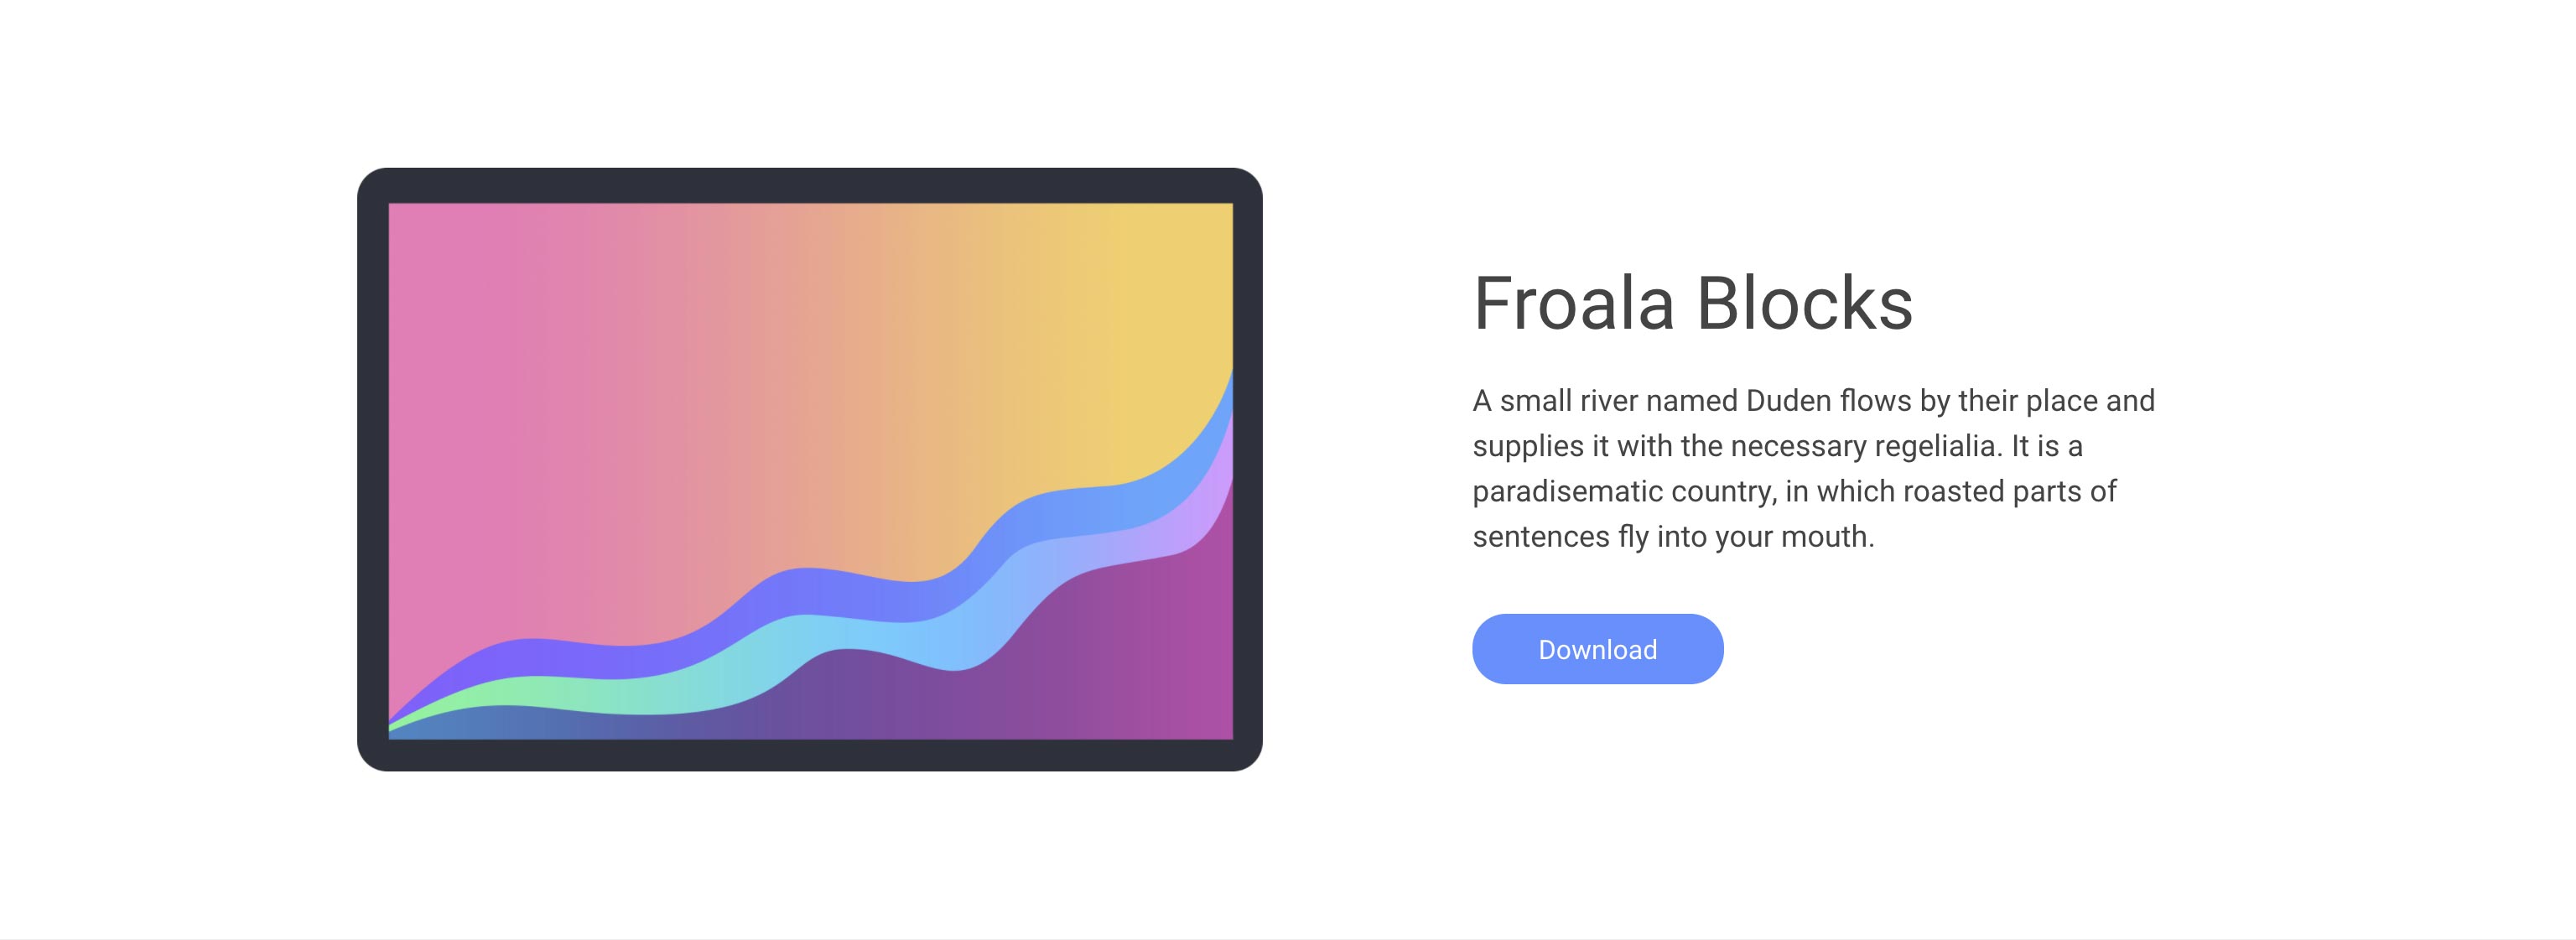 Froala Blocks
A small river named Duden flows by their place and
supplies it with the necessary regelialia. It is a
paradisematic country, in which roasted parts of
sentences fly into your mouth.
Download